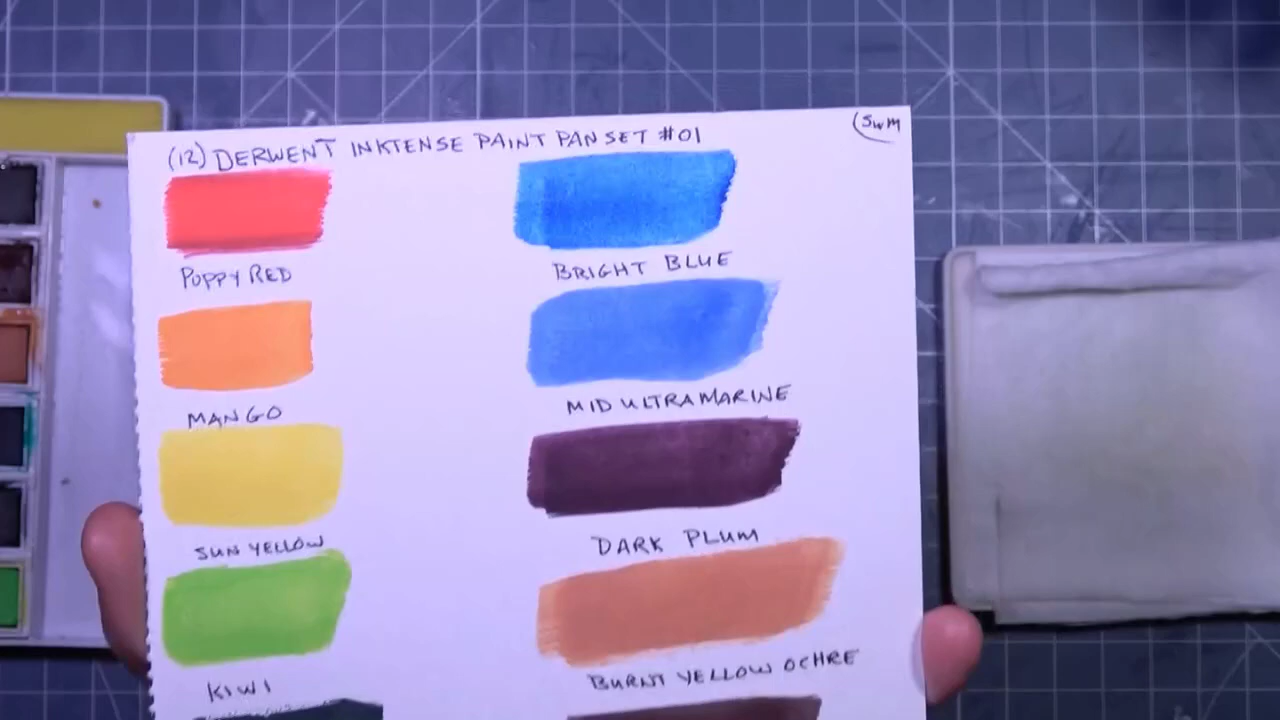 (12) DERWENT INKTENSE PAINT PAN SET #01
(SWM
POPPY RED
MANGO
SUN YELLOW
KIWI
BRIGHT BLUE
MID ULTRAMARINE
DARK PLUM
BURNT YELLOW OCHRE